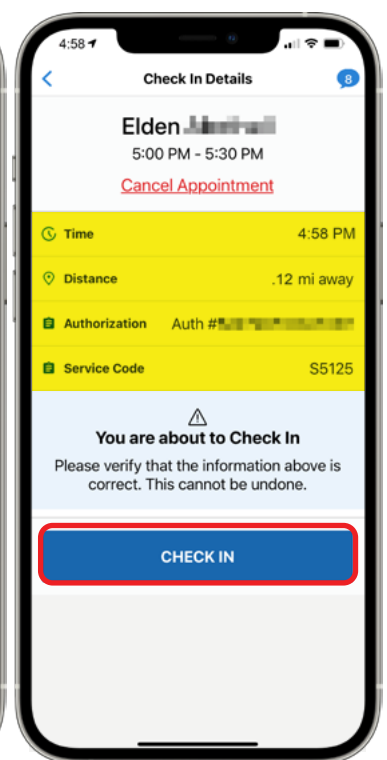 4:58
Check In Details
8
Elden
5:00 PM - 5:30 PM
Cancel Appointment
Time 4:58 PM
Distance .12 mi away
Authorization Auth #
Service Code S5125
You are about to Check In
Please verify that the information above is
correct. This cannot be undone.
CHECK IN